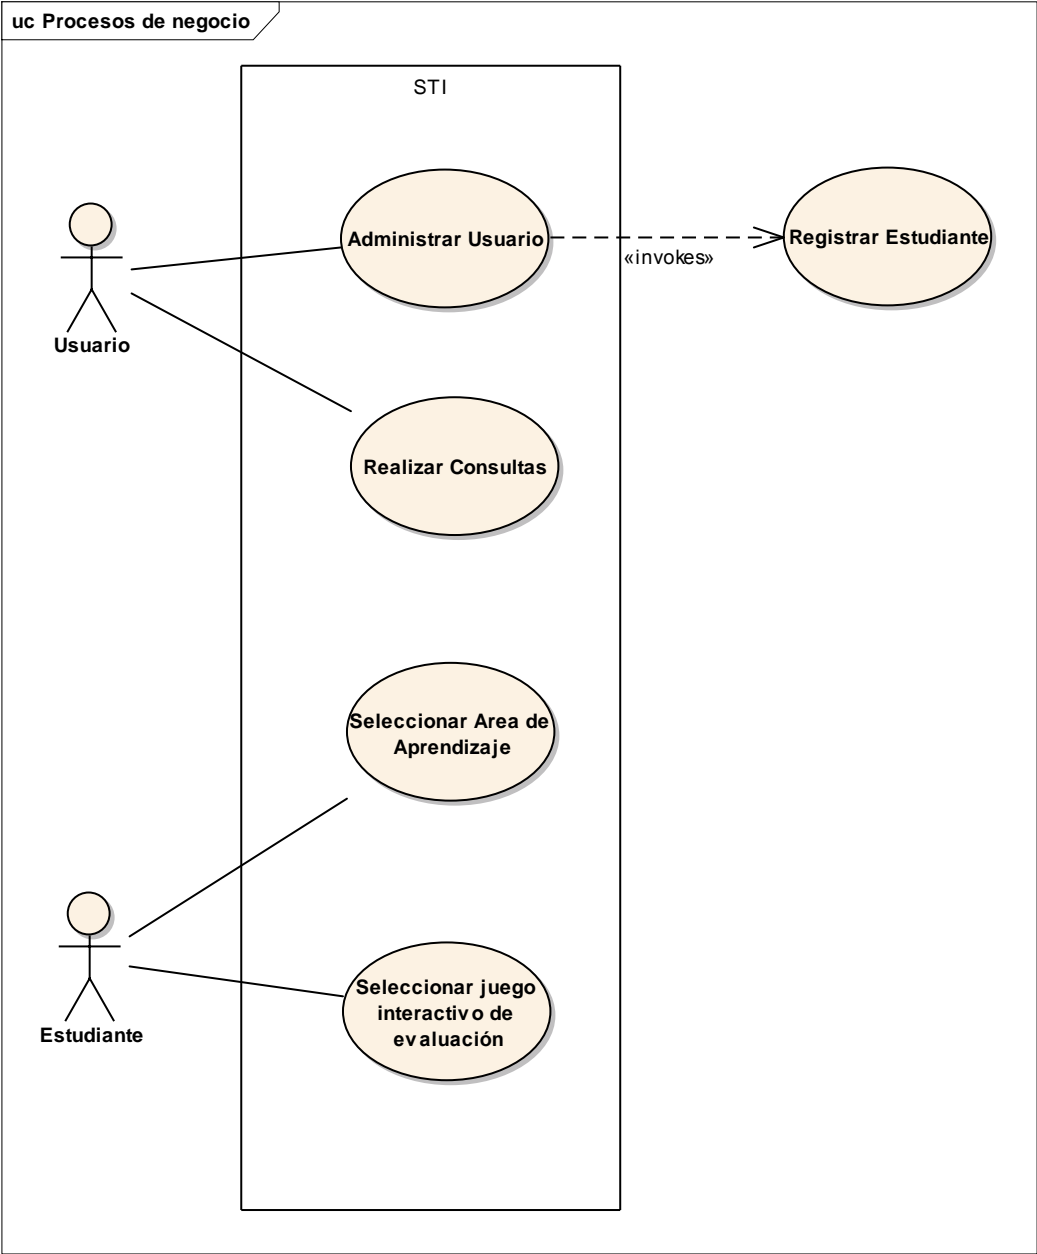 uc Procesos de negocio
STI
Administrar Usuario
Registrar Estudiante
«invokes»
Usuario
Realizar Consultas
Seleccionar Area de
Aprendizaje
Seleccionar juego
interactivo de
evaluación
Estudiante